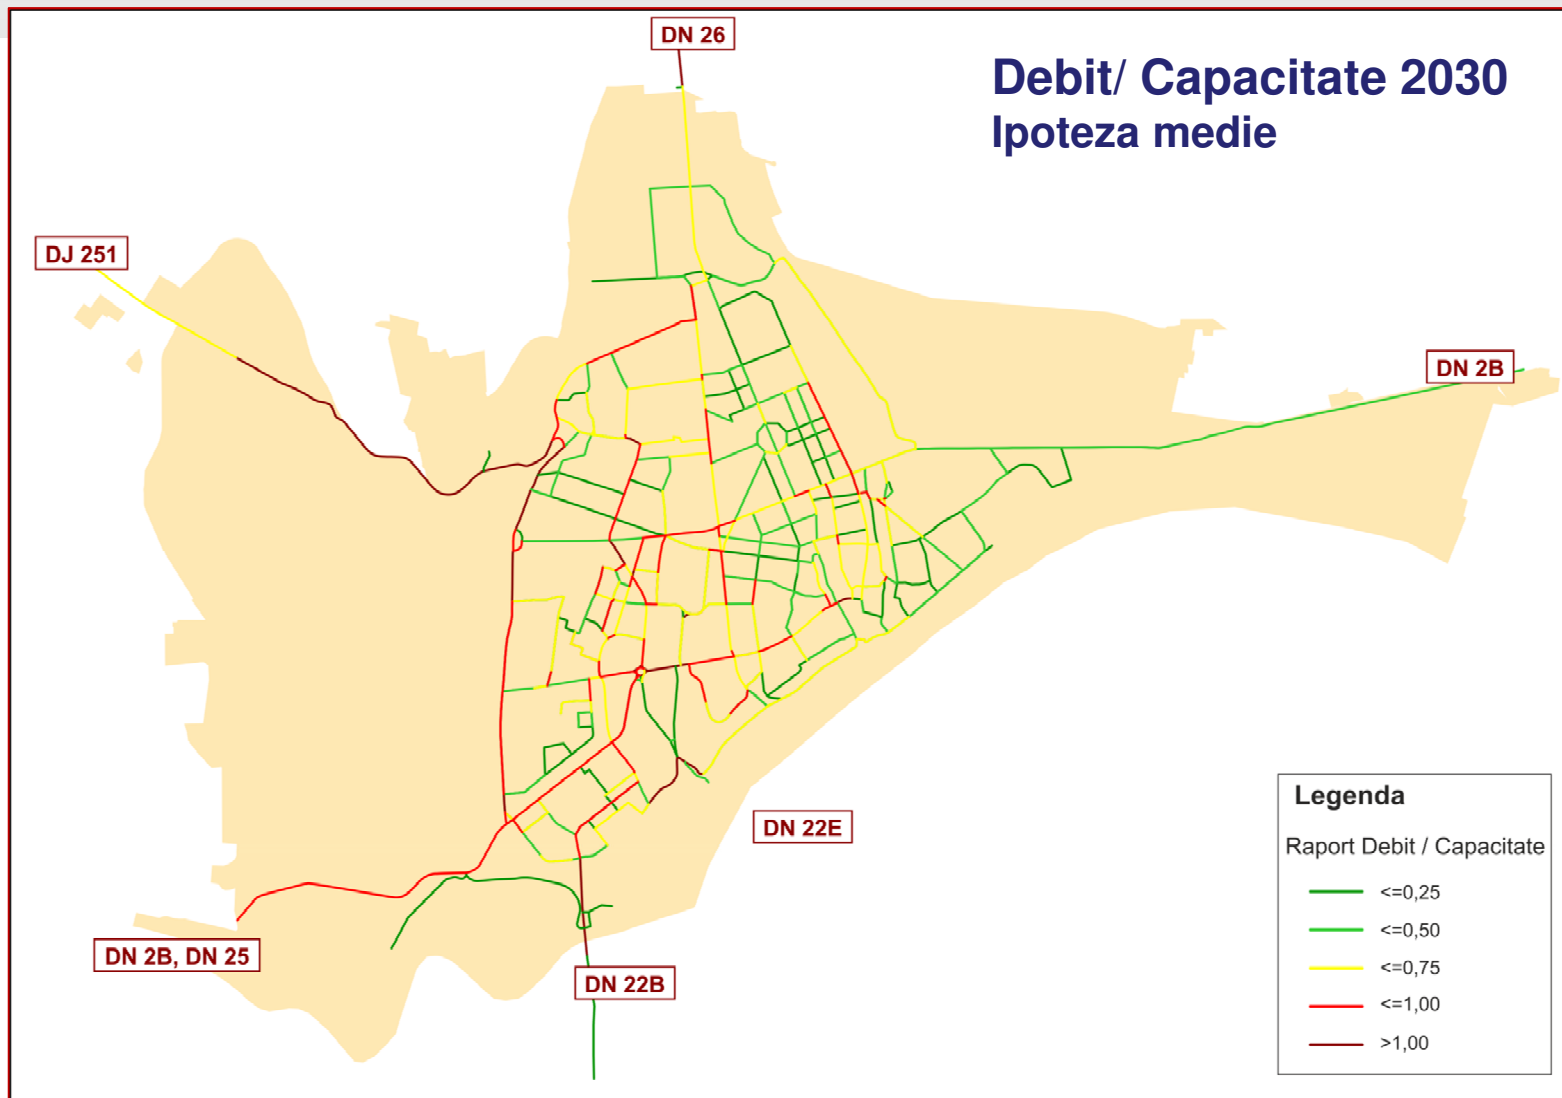 DN 26
Debit/ Capacitate 2030
Ipoteza medie
DJ 251
DN 2B
DN 22E
DN 2B, DN 25
DN 22B
Legenda
Raport Debit / Capacitate
<=0,25
<=0,50
<=0,75
<=1,00
>1,00